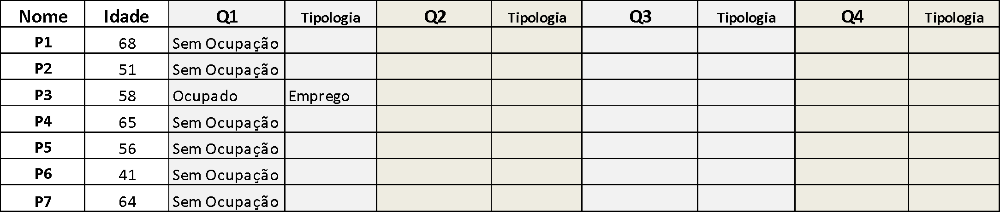 Nome Idade Q1 Tipologia Q2 Tipologia Q3 Tipologia Q4 Tipologia
P1 68 Sem Ocupação
P2 51 Sem Ocupação
P3 58 Ocupado Emprego
P4 65 Sem Ocupação
P5 56 Sem Ocupação
P6 41 Sem Ocupação
P7 64 Sem Ocupação